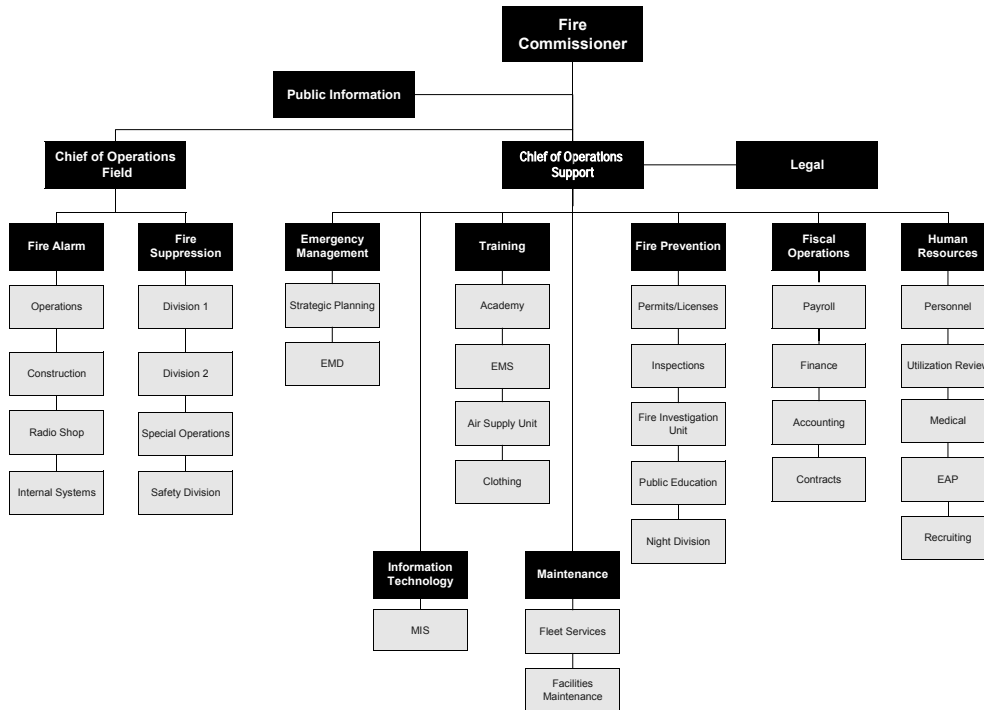 Fire
Commissioner
Public Information
Chief of Operations
Field
Chief of Operations
Support
Legal
Fire Alarm
Operations
Construction
Radio Shop
Internal Systems
Fire
Suppression
Division 1
Division 2
Special Operations
Safety Division
Emergency
Management
Strategic Planning
EMD
Training
Academy
EMS
Air Supply Unit
Clothing
Fire Prevention
Permits/Licenses
Inspections
Fire Investigation
Unit
Public Education
Night Division
Fiscal
Operations
Payroll
Finance
Accounting
Contracts
Human
Resources
Personnel
Utilization Review
Medical
EAP
Recruiting
Information
Technology
MIS
Maintenance
Fleet Services
Facilities
Maintenance